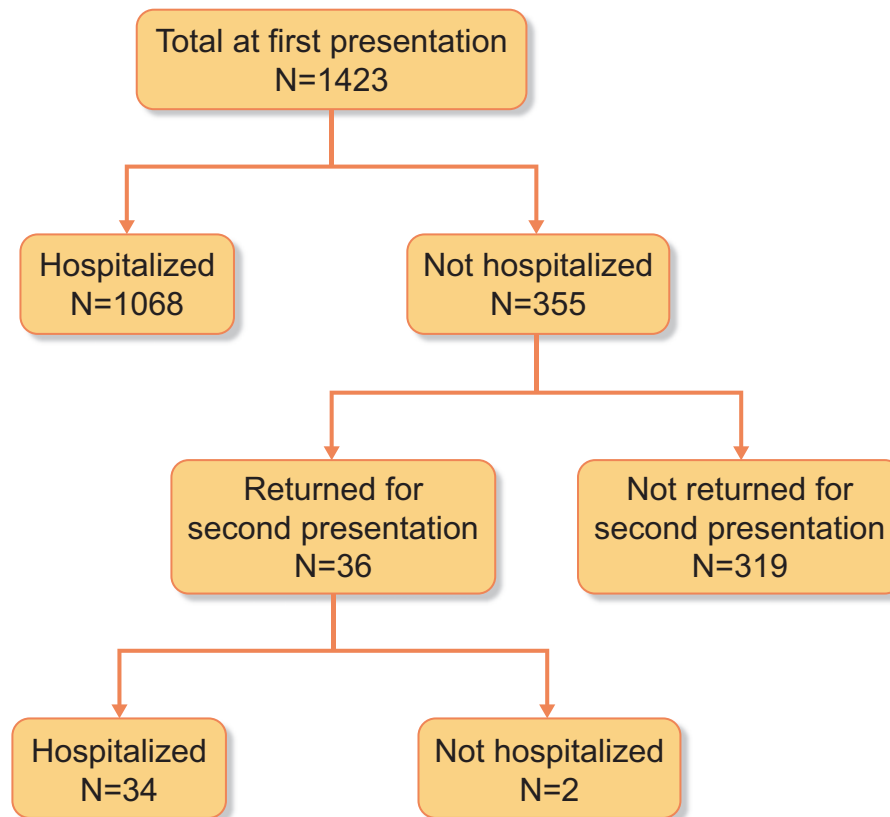 Total at first presentation
N=1423
Hospitalized
N=1068
Not hospitalized
N=355
Returned for
second presentation
N=36
Not returned for
second presentation
N=319
Hospitalized
N=34
Not hospitalized
N=2